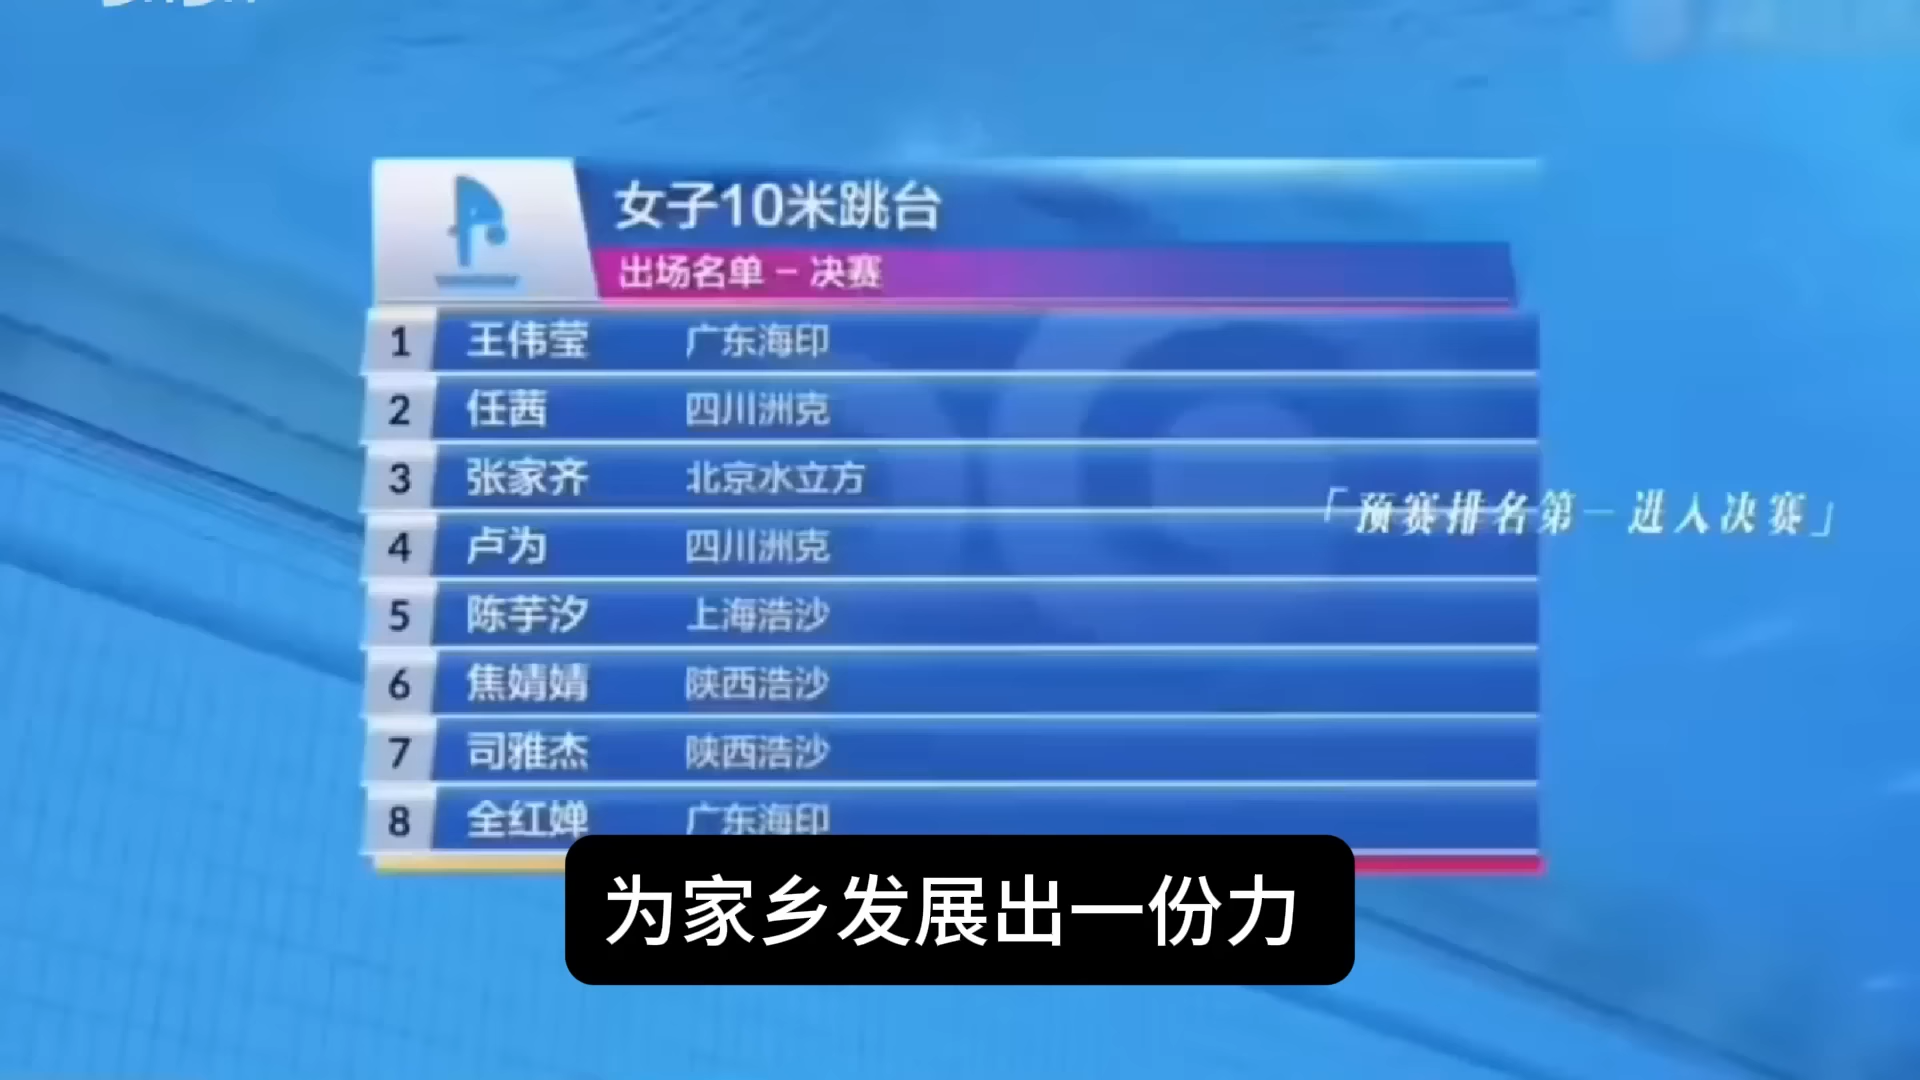 女子10米跳台
出场名单 - 决赛
1 王伟莹 广东海印
2 任茜 四川洲克
3 张家齐 北京水立方
4 卢为 四川洲克
5 陈芋汐 上海浩沙
6 焦婧婧 陕西浩沙
7 司雅杰 陕西浩沙
8 全红婵 广东海印
「预赛排名第一进入决赛」
为家乡发展出一份力